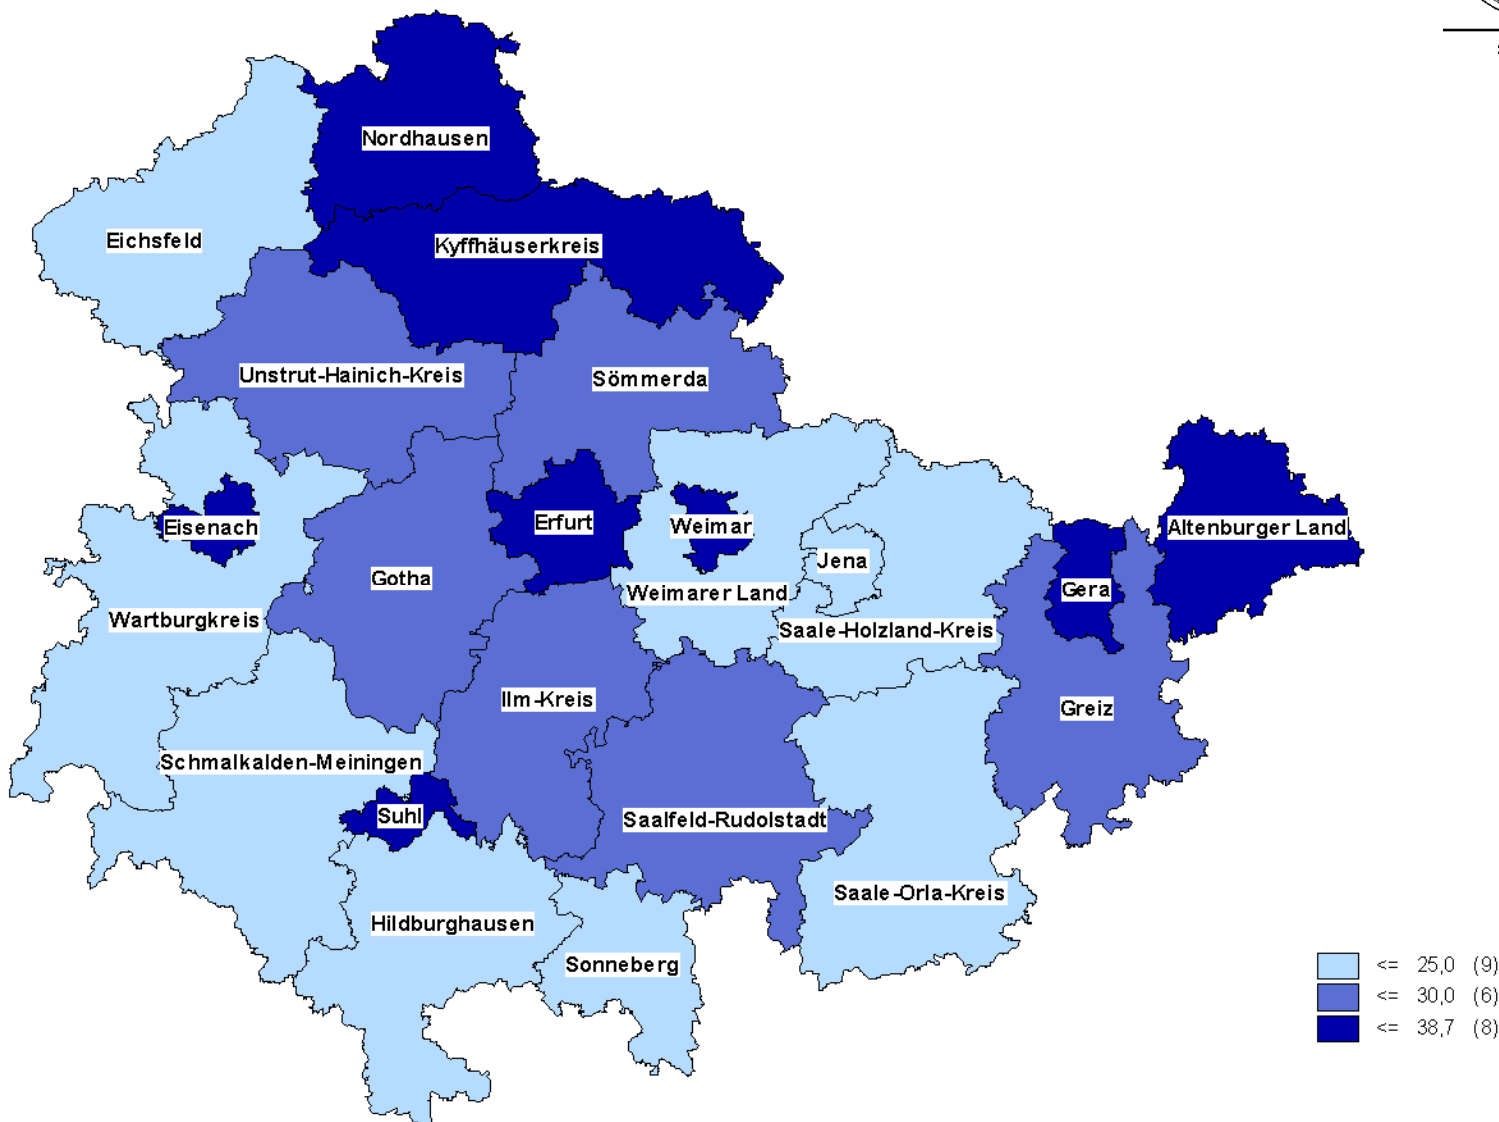 Nordhausen
Eichsfeld
Kyffhäuserkreis
Unstrut-Hainich-Kreis
Sömmerda
Eisenach
Erfurt
Weimar
Altenburger Land
Jena
Gotha
Gera
Weimarer Land
Wartburgkreis
Saale-Holzland-Kreis
Ilm-Kreis
Greiz
Schmalkalden-Meiningen
Suhl
Saalfeld-Rudolstadt
Saale-Orla-Kreis
Hildburghausen
Sonneberg
<= 25,0 (9)
<= 30,0 (6)
<= 38,7 (8)